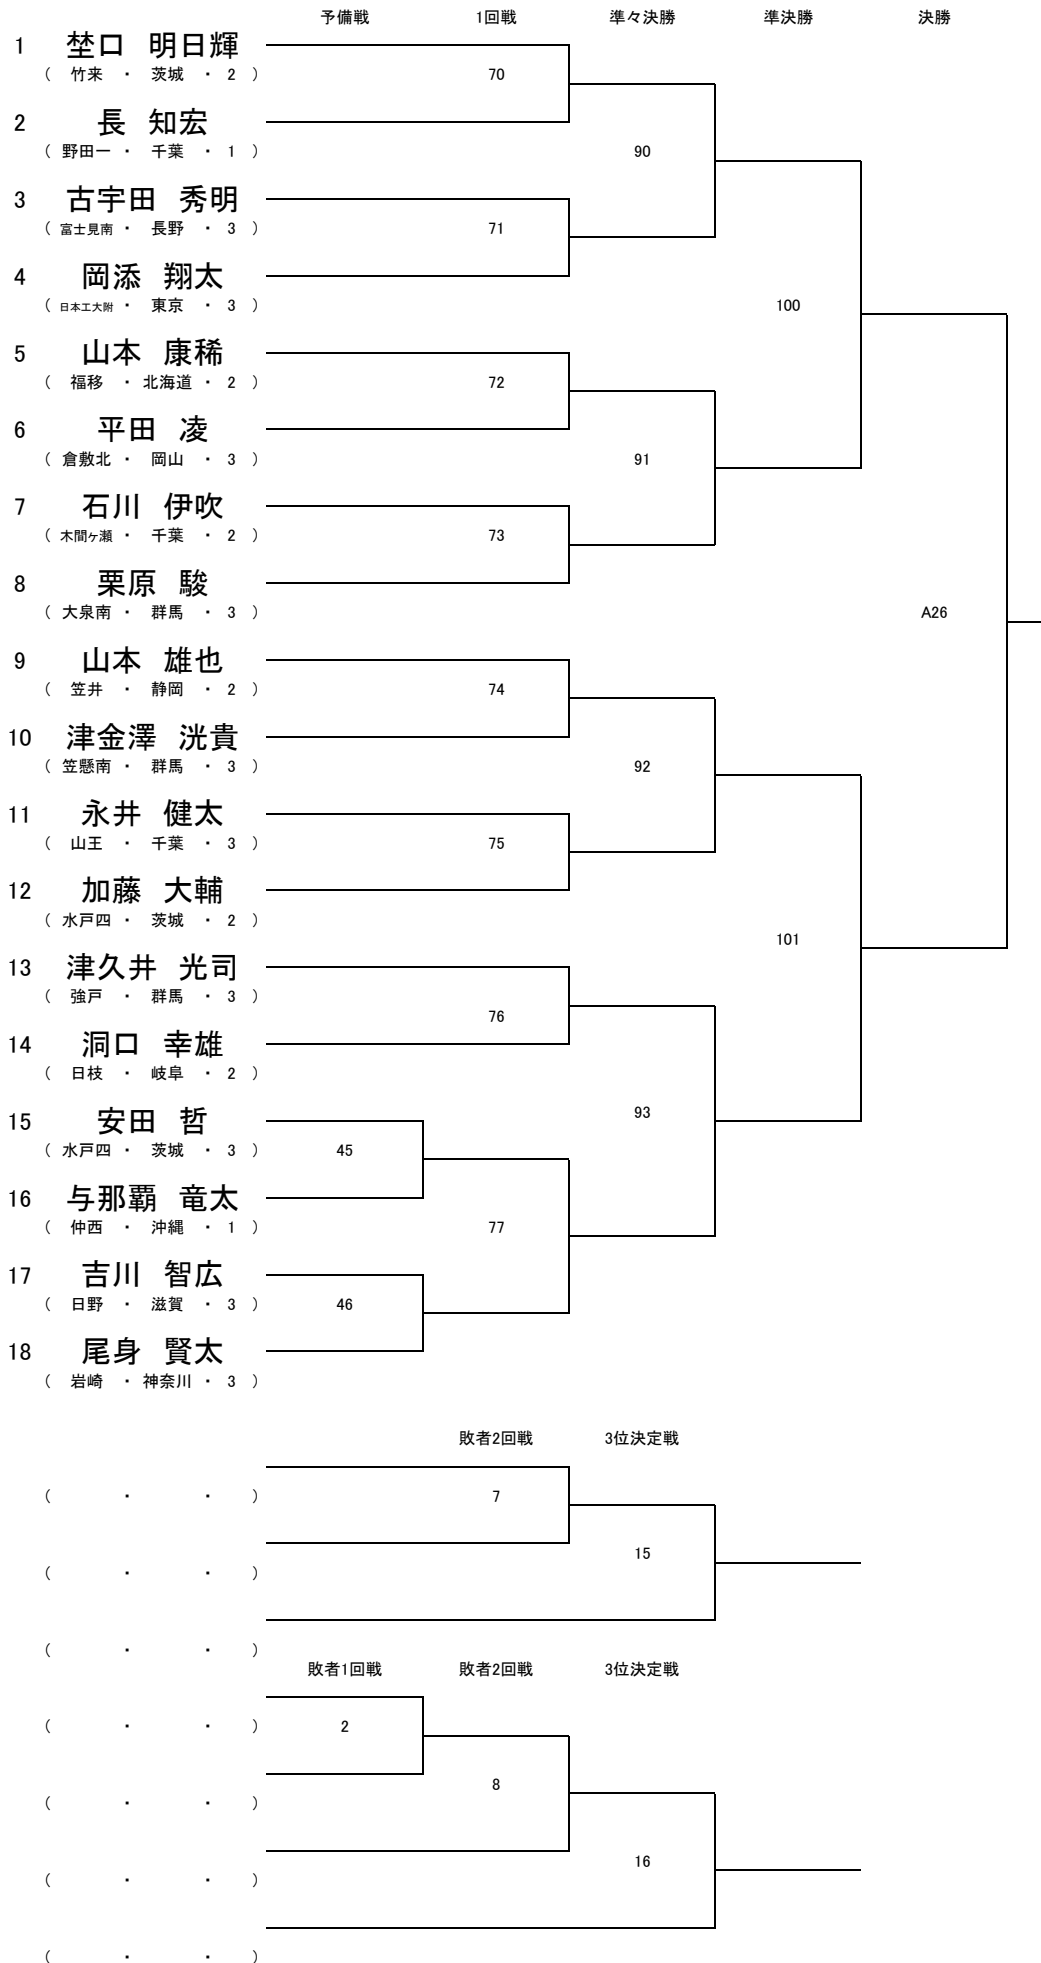 予備戦 1回戦 準々決勝 準決勝 決勝
1 埜口 明日輝
( 竹来 ・ 茨城 ・ 2 )
70
2 長 知宏
( 野田一 ・ 千葉 ・ 1 )
90
3 古宇田 秀明
( 富士見南 ・ 長野 ・ 3 )
71
4 岡添 翔太
( 日本工大附 ・ 東京 ・ 3 )
100
5 山本 康稀
( 福移 ・ 北海道 ・ 2 )
72
6 平田 凌
( 倉敷北 ・ 岡山 ・ 3 )
91
7 石川 伊吹
( 木間ヶ瀬 ・ 千葉 ・ 2 )
73
8 栗原 駿
( 大泉南 ・ 群馬 ・ 3 )
A26
9 山本 雄也
( 笠井 ・ 静岡 ・ 2 )
74
10 津金澤 洸貴
( 笠懸南 ・ 群馬 ・ 3 )
92
11 永井 健太
( 山王 ・ 千葉 ・ 3 )
75
12 加藤 大輔
( 水戸四 ・ 茨城 ・ 2 )
101
13 津久井 光司
( 強戸 ・ 群馬 ・ 3 )
76
14 洞口 幸雄
( 日枝 ・ 岐阜 ・ 2 )
93
15 安田 哲
( 水戸四 ・ 茨城 ・ 3 )
45
16 与那覇 竜太
( 仲西 ・ 沖縄 ・ 1 )
77
17 吉川 智広
( 日野 ・ 滋賀 ・ 3 )
46
18 尾身 賢太
( 岩崎 ・ 神奈川 ・ 3 )
敗者2回戦 3位決定戦
( ・ ・ )
7
15
( ・ ・ )
( ・ ・ )
敗者1回戦 敗者2回戦 3位決定戦
( ・ ・ )
2
8
( ・ ・ )
16
( ・ ・ )
( ・ ・ )